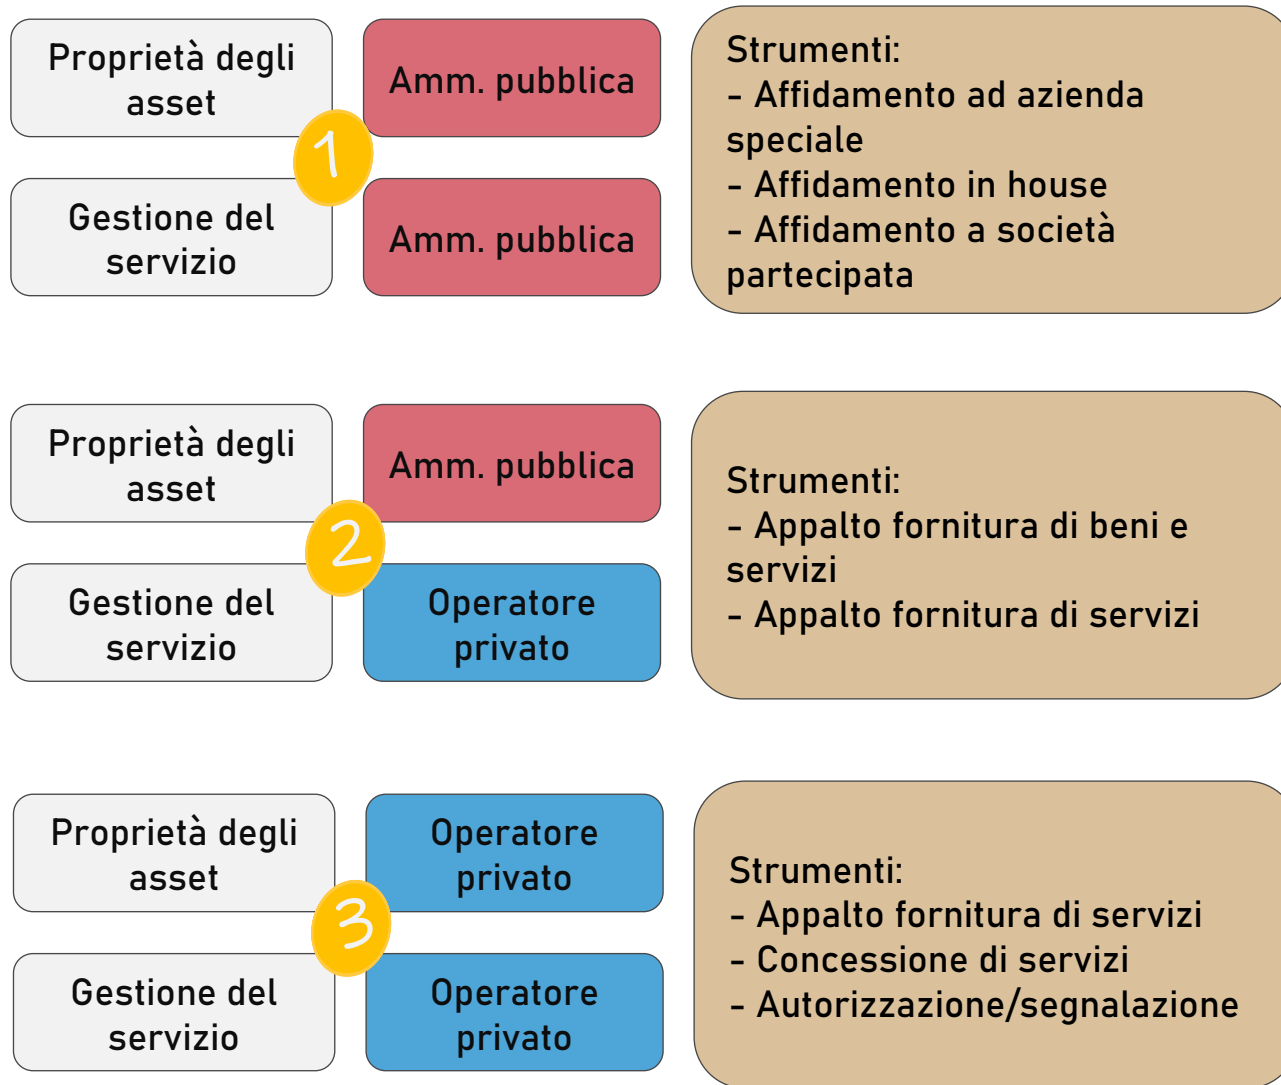 Proprietà degli
asset
Amm. pubblica
1
Gestione del
servizio
Amm. pubblica
Strumenti:
- Affidamento ad azienda
speciale
- Affidamento in house
- Affidamento a società
partecipata
Proprietà degli
asset
Amm. pubblica
2
Gestione del
servizio
Operatore
privato
Strumenti:
- Appalto fornitura di beni e
servizi
- Appalto fornitura di servizi
Proprietà degli
asset
Operatore
privato
3
Gestione del
servizio
Operatore
privato
Strumenti:
- Appalto fornitura di servizi
- Concessione di servizi
- Autorizzazione/segnalazione